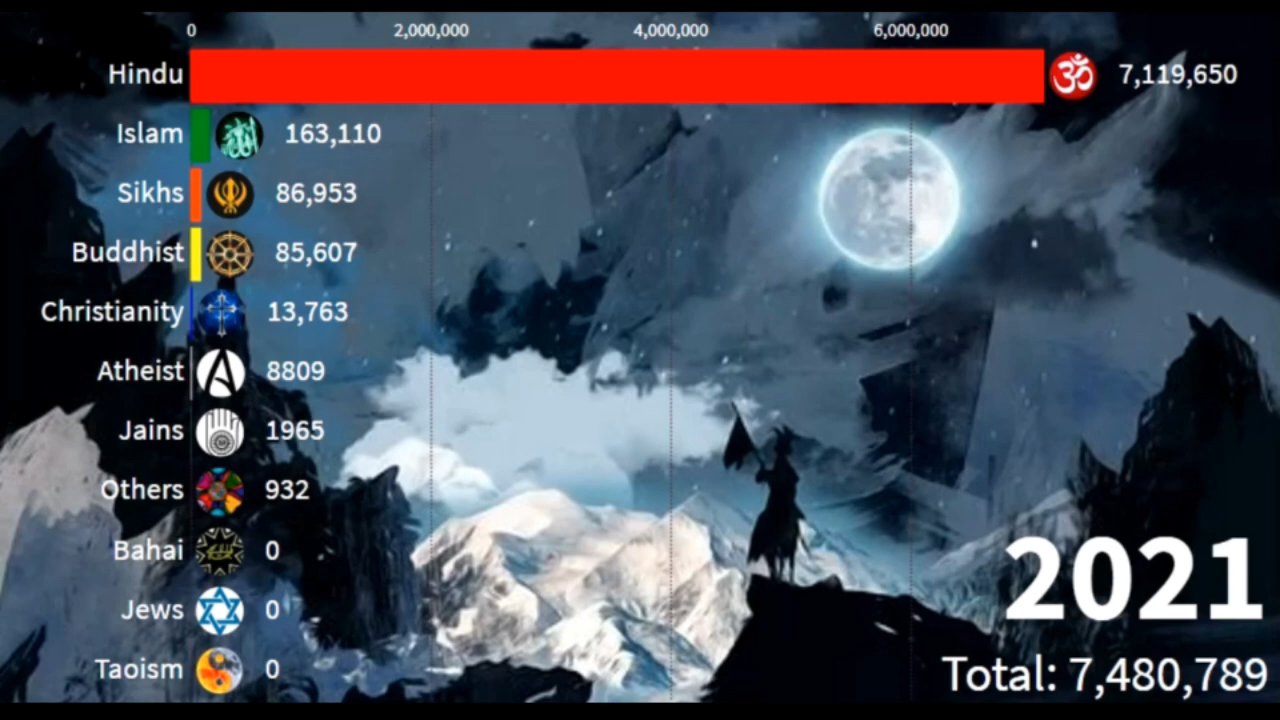 0 2,000,000 4,000,000 6,000,000
Hindu ॐ 7,119,650
Islam 163,110
Sikhs 86,953
Buddhist 85,607
Christianity 13,763
Atheist 8809
Jains 1965
Others 932
Bahai 0
Jews 0
Taoism 0
2021
Total: 7,480,789